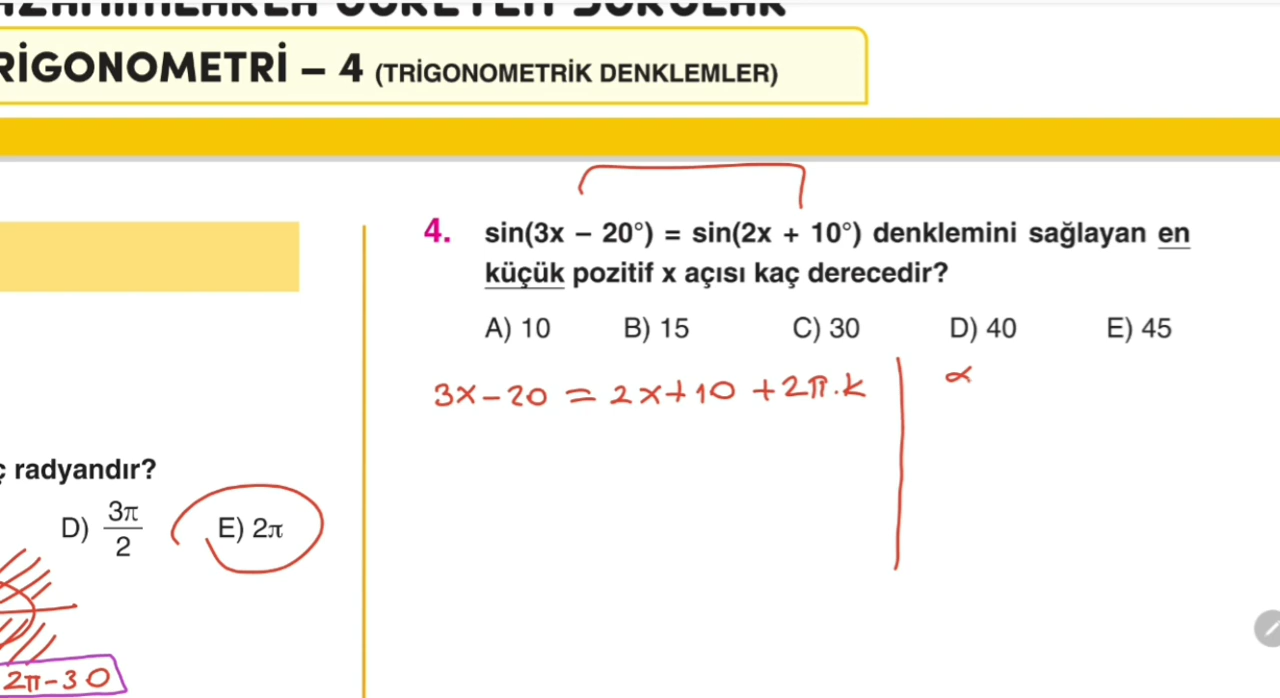 RİGONOMETRİ – 4 (TRİGONOMETRİK DENKLEMLER)
4. sin(3x – 20°) = sin(2x + 10°) denklemini sağlayan en
küçük pozitif x açısı kaç derecedir?
A) 10 B) 15 C) 30 D) 40 E) 45
3x-20 = 2x+10 +2π.k
α
radyandır?
D) 3π/2 E) 2π
2π-30